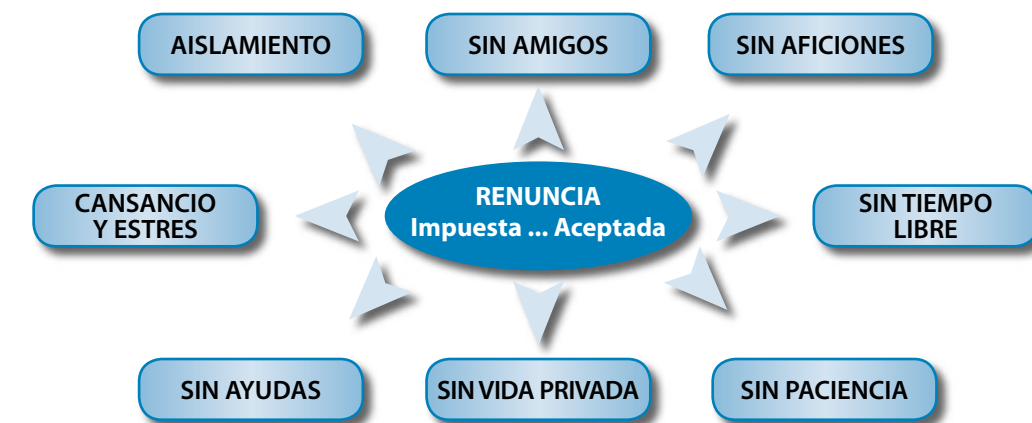 AISLAMIENTO
SIN AMIGOS
SIN AFICIONES
CANSANCIO
Y ESTRES
RENUNCIA
Impuesta ... Aceptada
SIN TIEMPO
LIBRE
SIN AYUDAS
SIN VIDA PRIVADA
SIN PACIENCIA